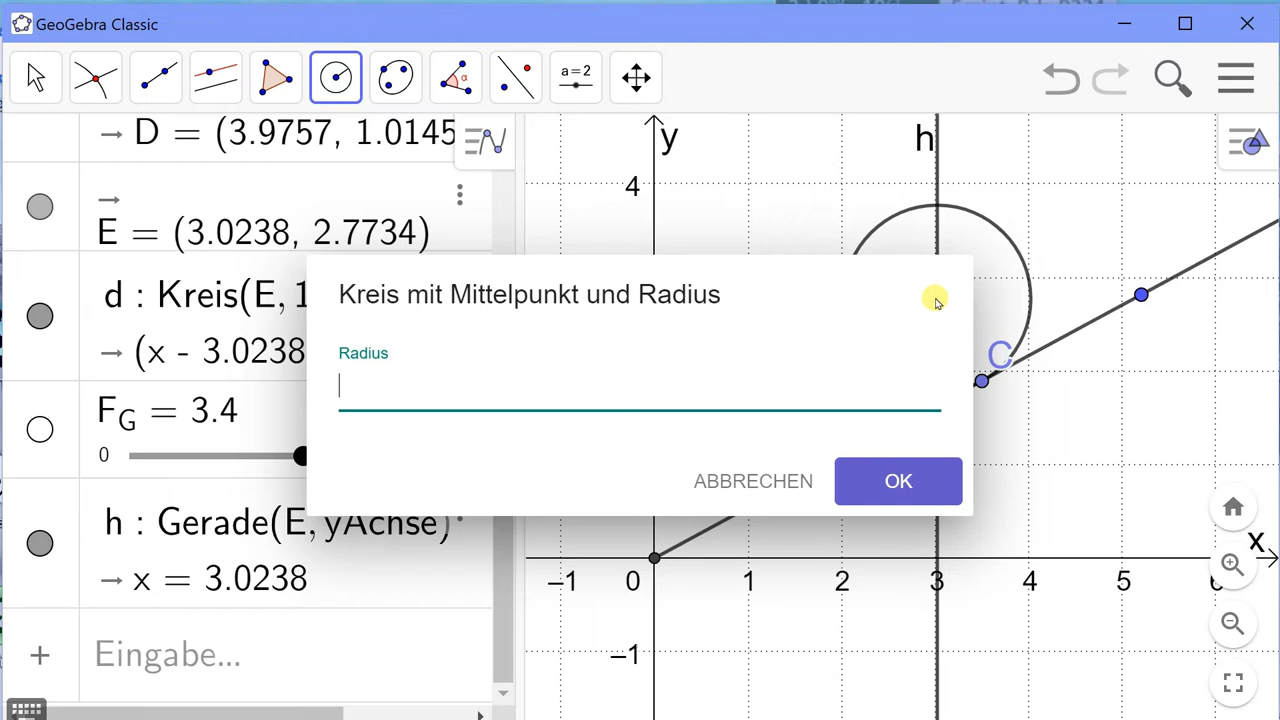 GeoGebra Classic
α
a=2
→ D = (3.9757, 1.0145
→
E = (3.0238, 2.7734)
d : Kreis(E, 1
→ (x - 3.0238
F_G = 3.4
0
h : Gerade(E, yAchse)
→ x = 3.0238
+ Eingabe...
Kreis mit Mittelpunkt und Radius
Radius
ABBRECHEN OK
y
h
4
C
x
–1 0 1 2 3 4 5 6
–1